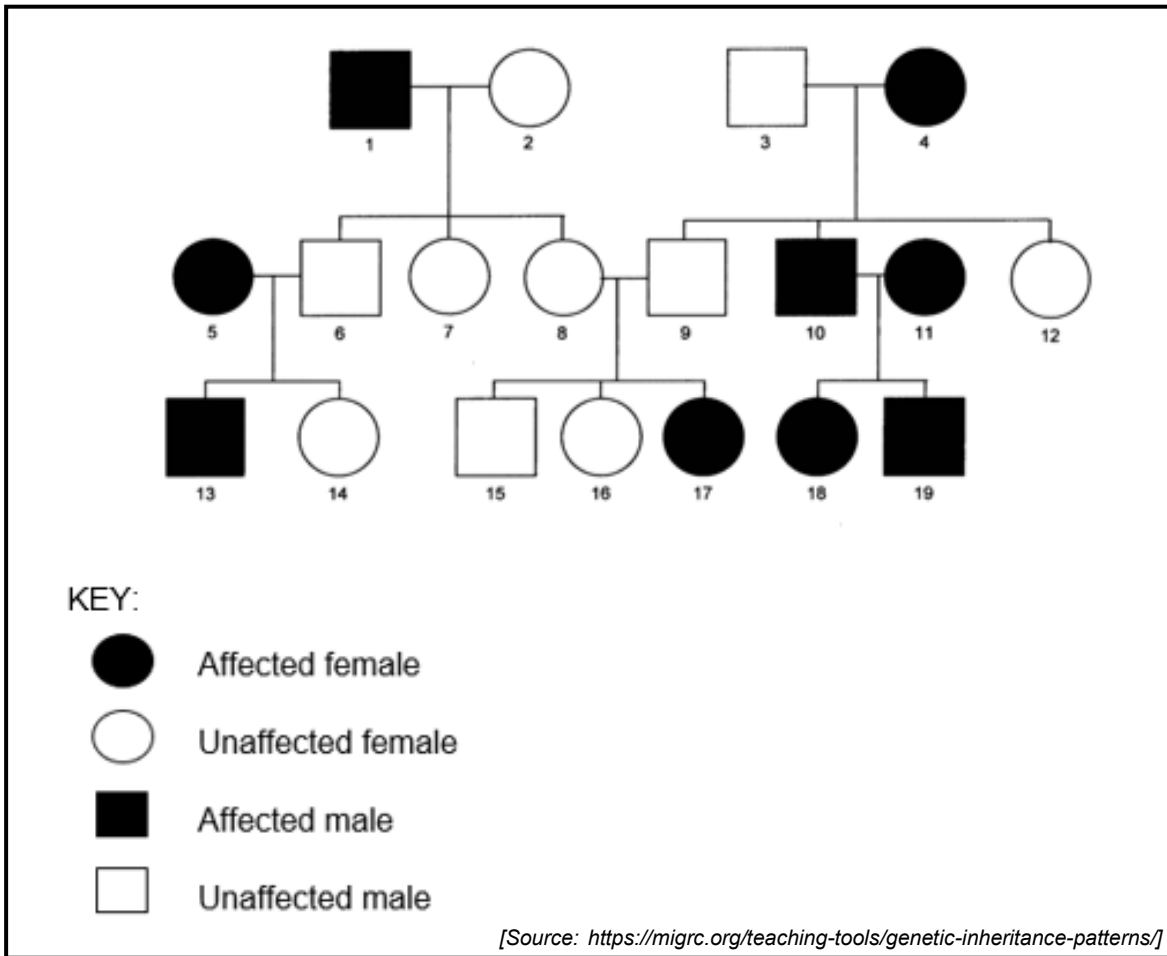 1 2 3 4
5 6 7 8 9 10 11 12
13 14 15 16 17 18 19
KEY:
Affected female
Unaffected female
Affected male
Unaffected male
[Source: https://migrc.org/teaching-tools/genetic-inheritance-patterns/]